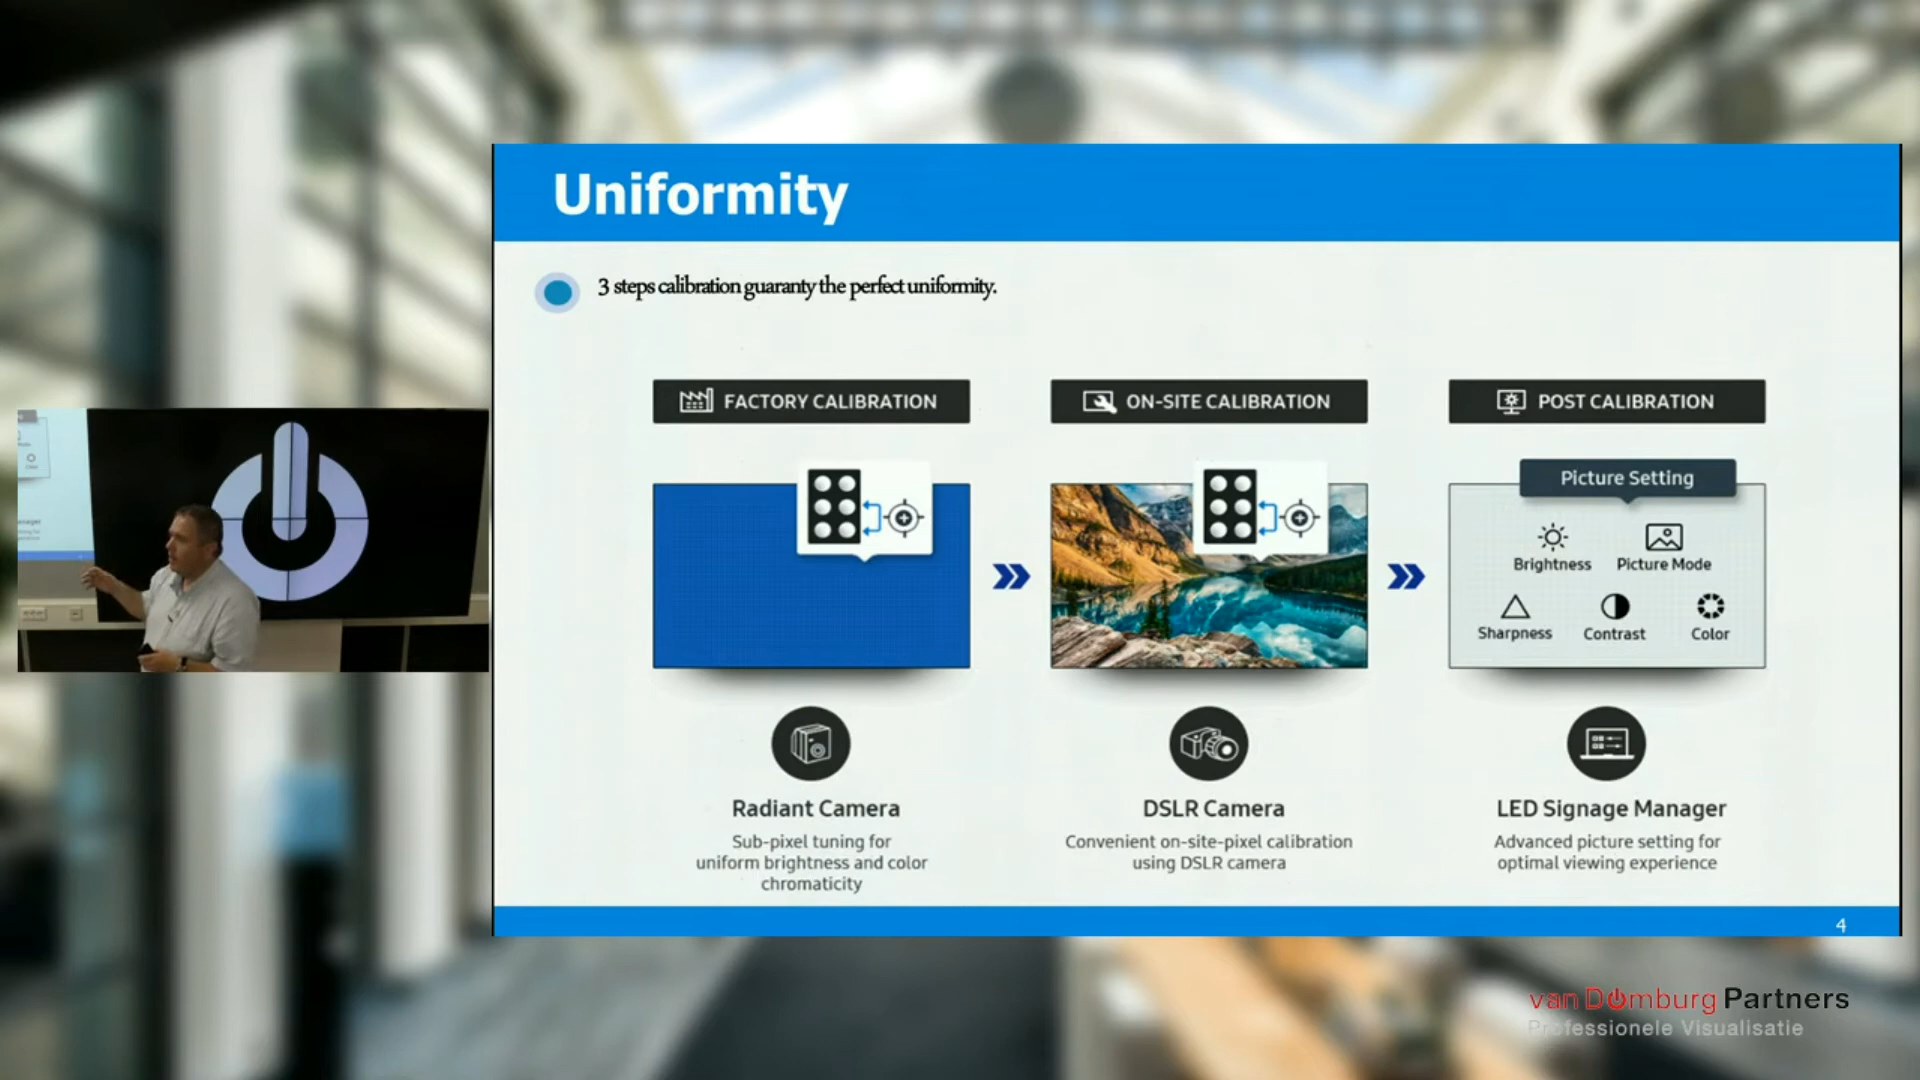 Uniformity
3 steps calibration guaranty the perfect uniformity.
FACTORY CALIBRATION
ON-SITE CALIBRATION
POST CALIBRATION
Picture Setting
Brightness
Picture Mode
Sharpness
Contrast
Color
Radiant Camera
Sub-pixel tuning for
uniform brightness and color
chromaticity
DSLR Camera
Convenient on-site-pixel calibration
using DSLR camera
LED Signage Manager
Advanced picture setting for
optimal viewing experience
4
van Domburg Partners
Professionele Visualisatie